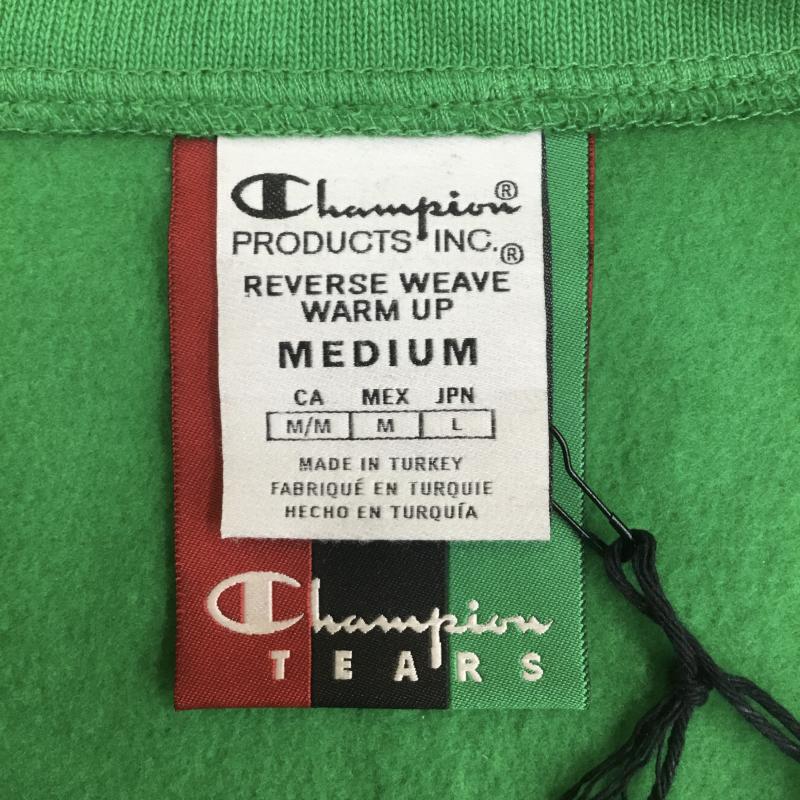 Champion®
PRODUCTS INC.®
REVERSE WEAVE
WARM UP
MEDIUM
CA MEX JPN
M/M M L
MADE IN TURKEY
FABRIQUÉ EN TURQUIE
HECHO EN TURQUÍA
Champion
TEARS